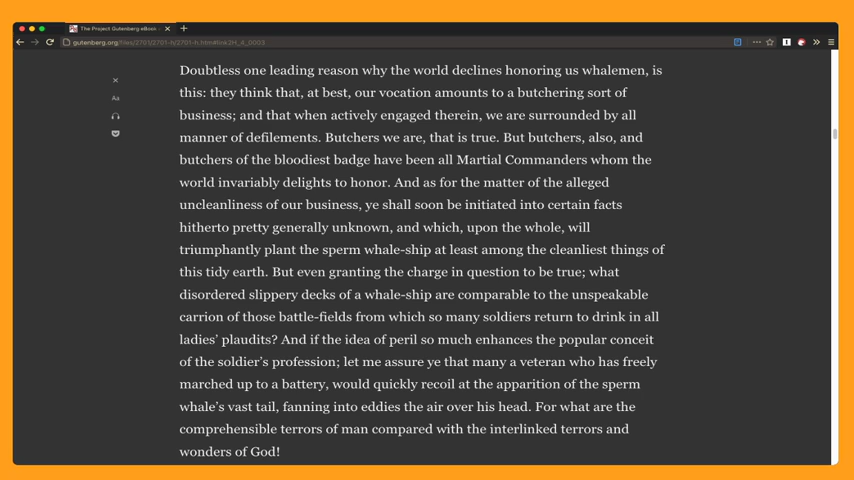 The Project Gutenberg eBook
gutenberg.org/files/2701/2701-h/2701-h.htm#link2H_4_0003
Aa
Doubtless one leading reason why the world declines honoring us whalemen, is
this: they think that, at best, our vocation amounts to a butchering sort of
business; and that when actively engaged therein, we are surrounded by all
manner of defilements. Butchers we are, that is true. But butchers, also, and
butchers of the bloodiest badge have been all Martial Commanders whom the
world invariably delights to honor. And as for the matter of the alleged
uncleanliness of our business, ye shall soon be initiated into certain facts
hitherto pretty generally unknown, and which, upon the whole, will
triumphantly plant the sperm whale-ship at least among the cleanliest things of
this tidy earth. But even granting the charge in question to be true; what
disordered slippery decks of a whale-ship are comparable to the unspeakable
carrion of those battle-fields from which so many soldiers return to drink in all
ladies’ plaudits? And if the idea of peril so much enhances the popular conceit
of the soldier’s profession; let me assure ye that many a veteran who has freely
marched up to a battery, would quickly recoil at the apparition of the sperm
whale’s vast tail, fanning into eddies the air over his head. For what are the
comprehensible terrors of man compared with the interlinked terrors and
wonders of God!